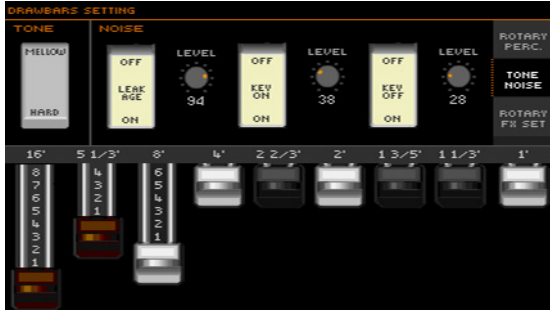 DRAWBARS SETTING
TONE
NOISE
ROTARY
PERC.
MELLOW
HARD
OFF
LEAK
AGE
ON
LEVEL
94
OFF
KEY
ON
ON
LEVEL
38
OFF
KEY
OFF
ON
LEVEL
28
TONE
NOISE
ROTARY
FX SET
16' 5 1/3' 8' 4' 2 2/3' 2' 1 3/5' 1 1/3' 1'
8
7
6
5
4
3
2
1
4
3
2
1
6
5
4
3
2
1